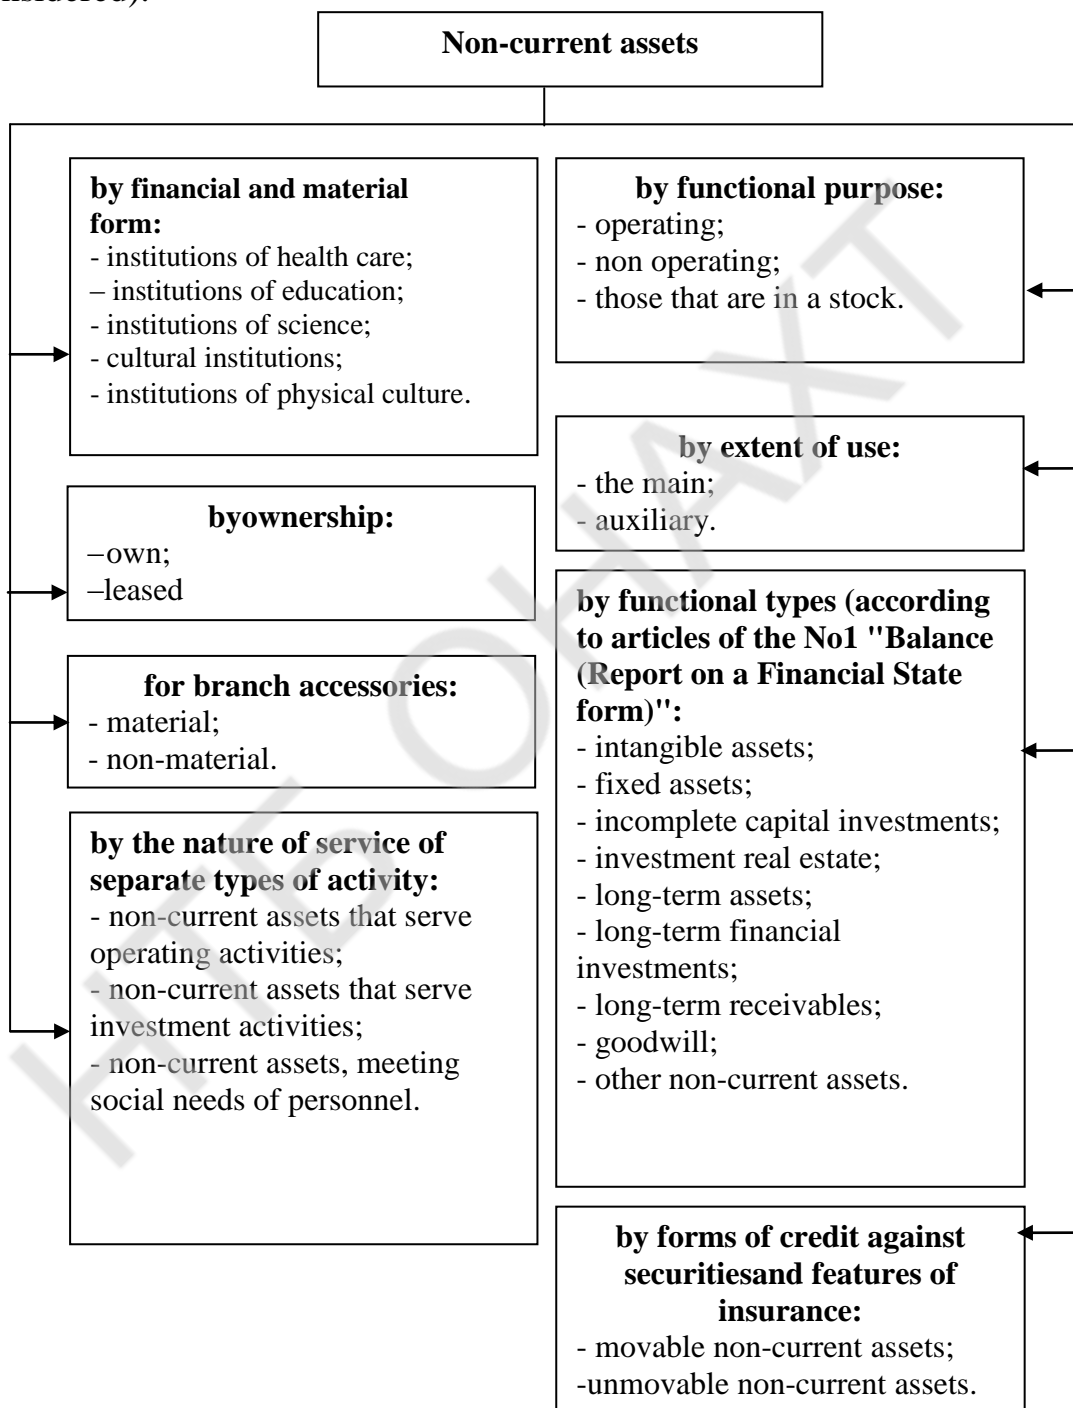 nsidered).
Non-current assets
by financial and material
form:
- institutions of health care;
– institutions of education;
- institutions of science;
- cultural institutions;
- institutions of physical culture.
byownership:
–own;
–leased
for branch accessories:
- material;
- non-material.
by the nature of service of
separate types of activity:
- non-current assets that serve
operating activities;
- non-current assets that serve
investment activities;
- non-current assets, meeting
social needs of personnel.
by functional purpose:
- operating;
- non operating;
- those that are in a stock.
by extent of use:
- the main;
- auxiliary.
by functional types (according
to articles of the No1 "Balance
(Report on a Financial State
form)":
- intangible assets;
- fixed assets;
- incomplete capital investments;
- investment real estate;
- long-term assets;
- long-term financial
investments;
- long-term receivables;
- goodwill;
- other non-current assets.
by forms of credit against
securitiesand features of
insurance:
- movable non-current assets;
-unmovable non-current assets.
НТБ ОНАХТ